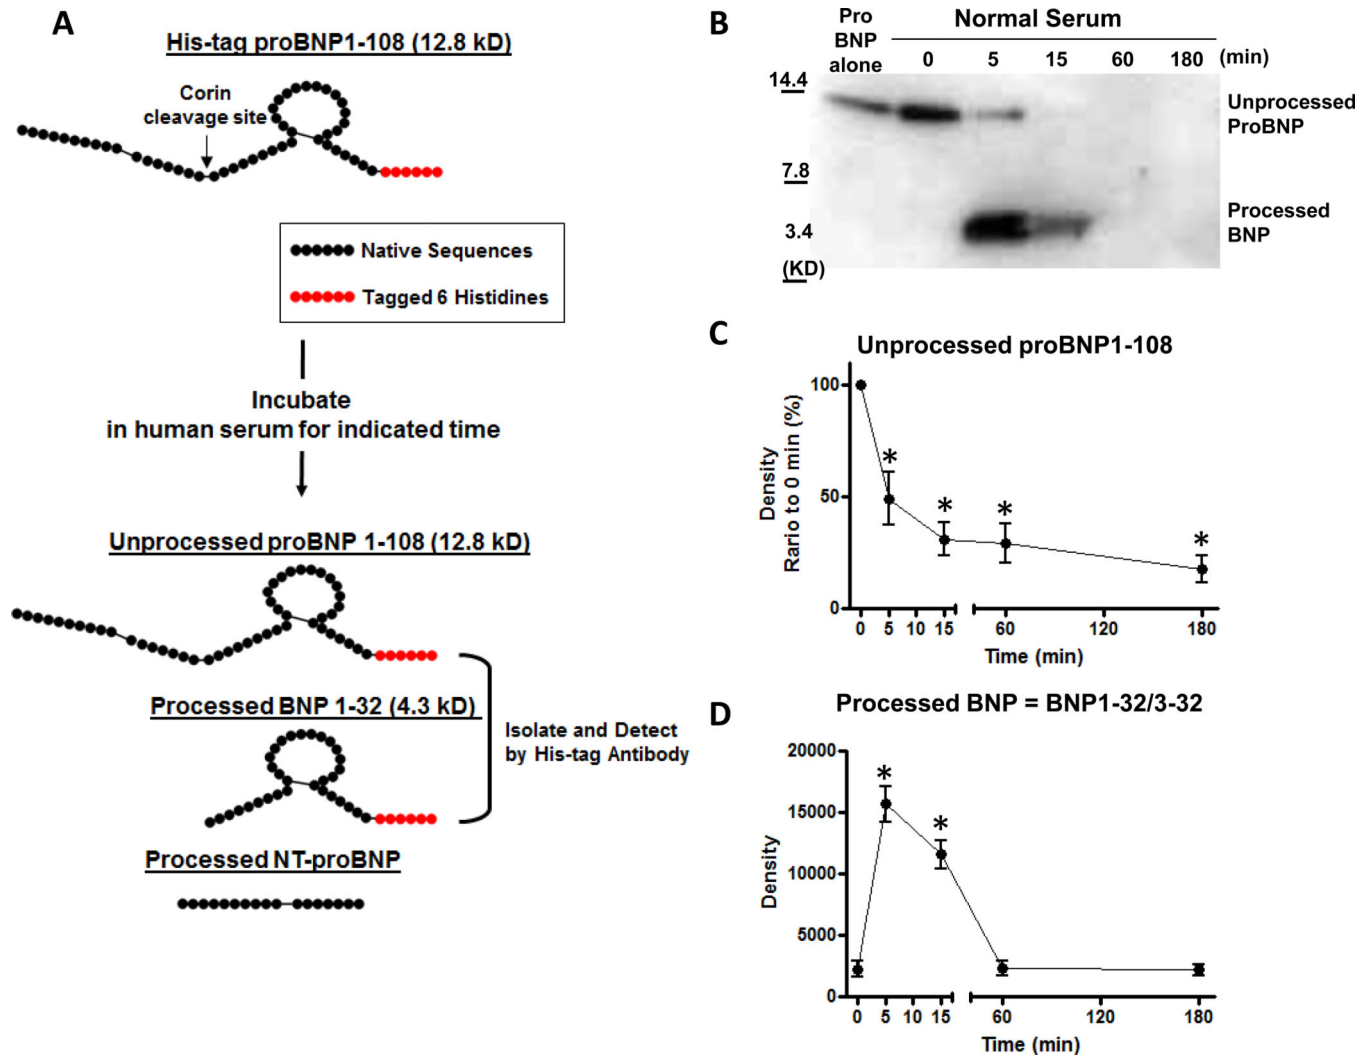 A
His-tag proBNP1-108 (12.8 kD)
Corin
cleavage site
Native Sequences
Tagged 6 Histidines
Incubate
in human serum for indicated time
Unprocessed proBNP 1-108 (12.8 kD)
Processed BNP 1-32 (4.3 kD)
Isolate and Detect
by His-tag Antibody
Processed NT-proBNP
B
Pro
BNP
alone
Normal Serum
0 5 15 60 180 (min)
14.4
7.8
3.4
(KD)
Unprocessed
ProBNP
Processed
BNP
C
Unprocessed proBNP1-108
Density
Rario to 0 min (%)
100
50
0
* * * *
0 5 10 15 60 120 180
Time (min)
D
Processed BNP = BNP1-32/3-32
Density
20000
15000
10000
5000
0
* *
0 5 10 15 60 120 180
Time (min)